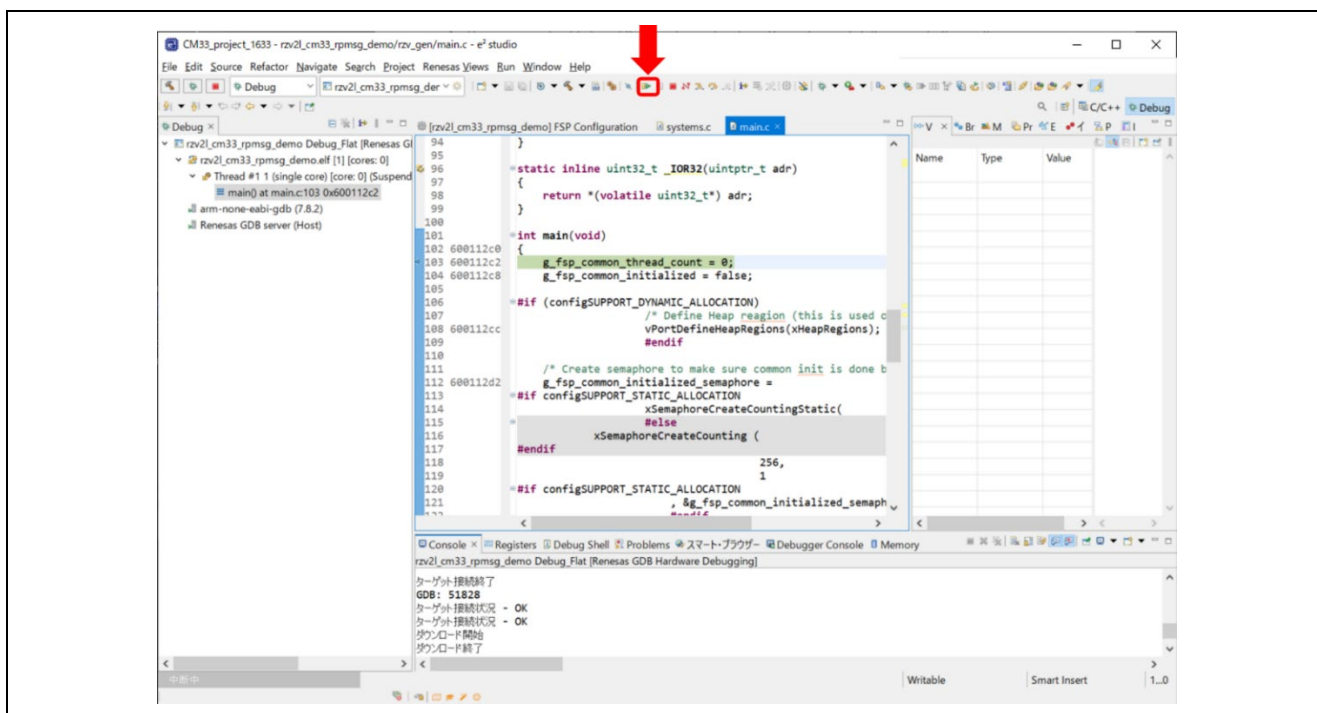 CM33_project_1633 - rzv2l_cm33_rpmsg_demo/rzv_gen/main.c - e² studio
File Edit Source Refactor Navigate Search Project Renesas Views Run Window Help
Debug rzv2l_cm33_rpmsg_der
C/C++ Debug
Debug
[rzv2l_cm33_rpmsg_demo] FSP Configuration systems.c main.c
V Br M Pr E P
rzv2l_cm33_rpmsg_demo Debug_Flat [Renesas G
rzv2l_cm33_rpmsg_demo.elf [1] [cores: 0]
Thread #1 1 (single core) [core: 0] (Suspend
main() at main.c:103 0x600112c2
arm-none-eabi-gdb (7.8.2)
Renesas GDB server (Host)
94 }
95
96 static inline uint32_t _IOR32(uintptr_t adr)
97 {
98 return *(volatile uint32_t*) adr;
99 }
100
101 int main(void)
102 600112c0 {
103 600112c2 g_fsp_common_thread_count = 0;
104 600112c8 g_fsp_common_initialized = false;
105
106 #if (configSUPPORT_DYNAMIC_ALLOCATION)
107 /* Define Heap reagion (this is used o
108 600112cc vPortDefineHeapRegions(xHeapRegions);
109 #endif
110
111 /* Create semaphore to make sure common init is done b
112 600112d2 g_fsp_common_initialized_semaphore =
113 #if configSUPPORT_STATIC_ALLOCATION
114 xSemaphoreCreateCountingStatic(
115 #else
116 xSemaphoreCreateCounting (
117 #endif
118 256,
119 1
120 #if configSUPPORT_STATIC_ALLOCATION
121 , &g_fsp_common_initialized_semaph
Name Type Value
Console Registers Debug Shell Problems スマート・ブラウザー Debugger Console Memory
rzv2l_cm33_rpmsg_demo Debug_Flat [Renesas GDB Hardware Debugging]
ターゲット接続終了
GDB: 51828
ターゲット接続状況 - OK
ターゲット接続状況 - OK
ダウンロード開始
ダウンロード終了
中断中
Writable Smart Insert 1...0